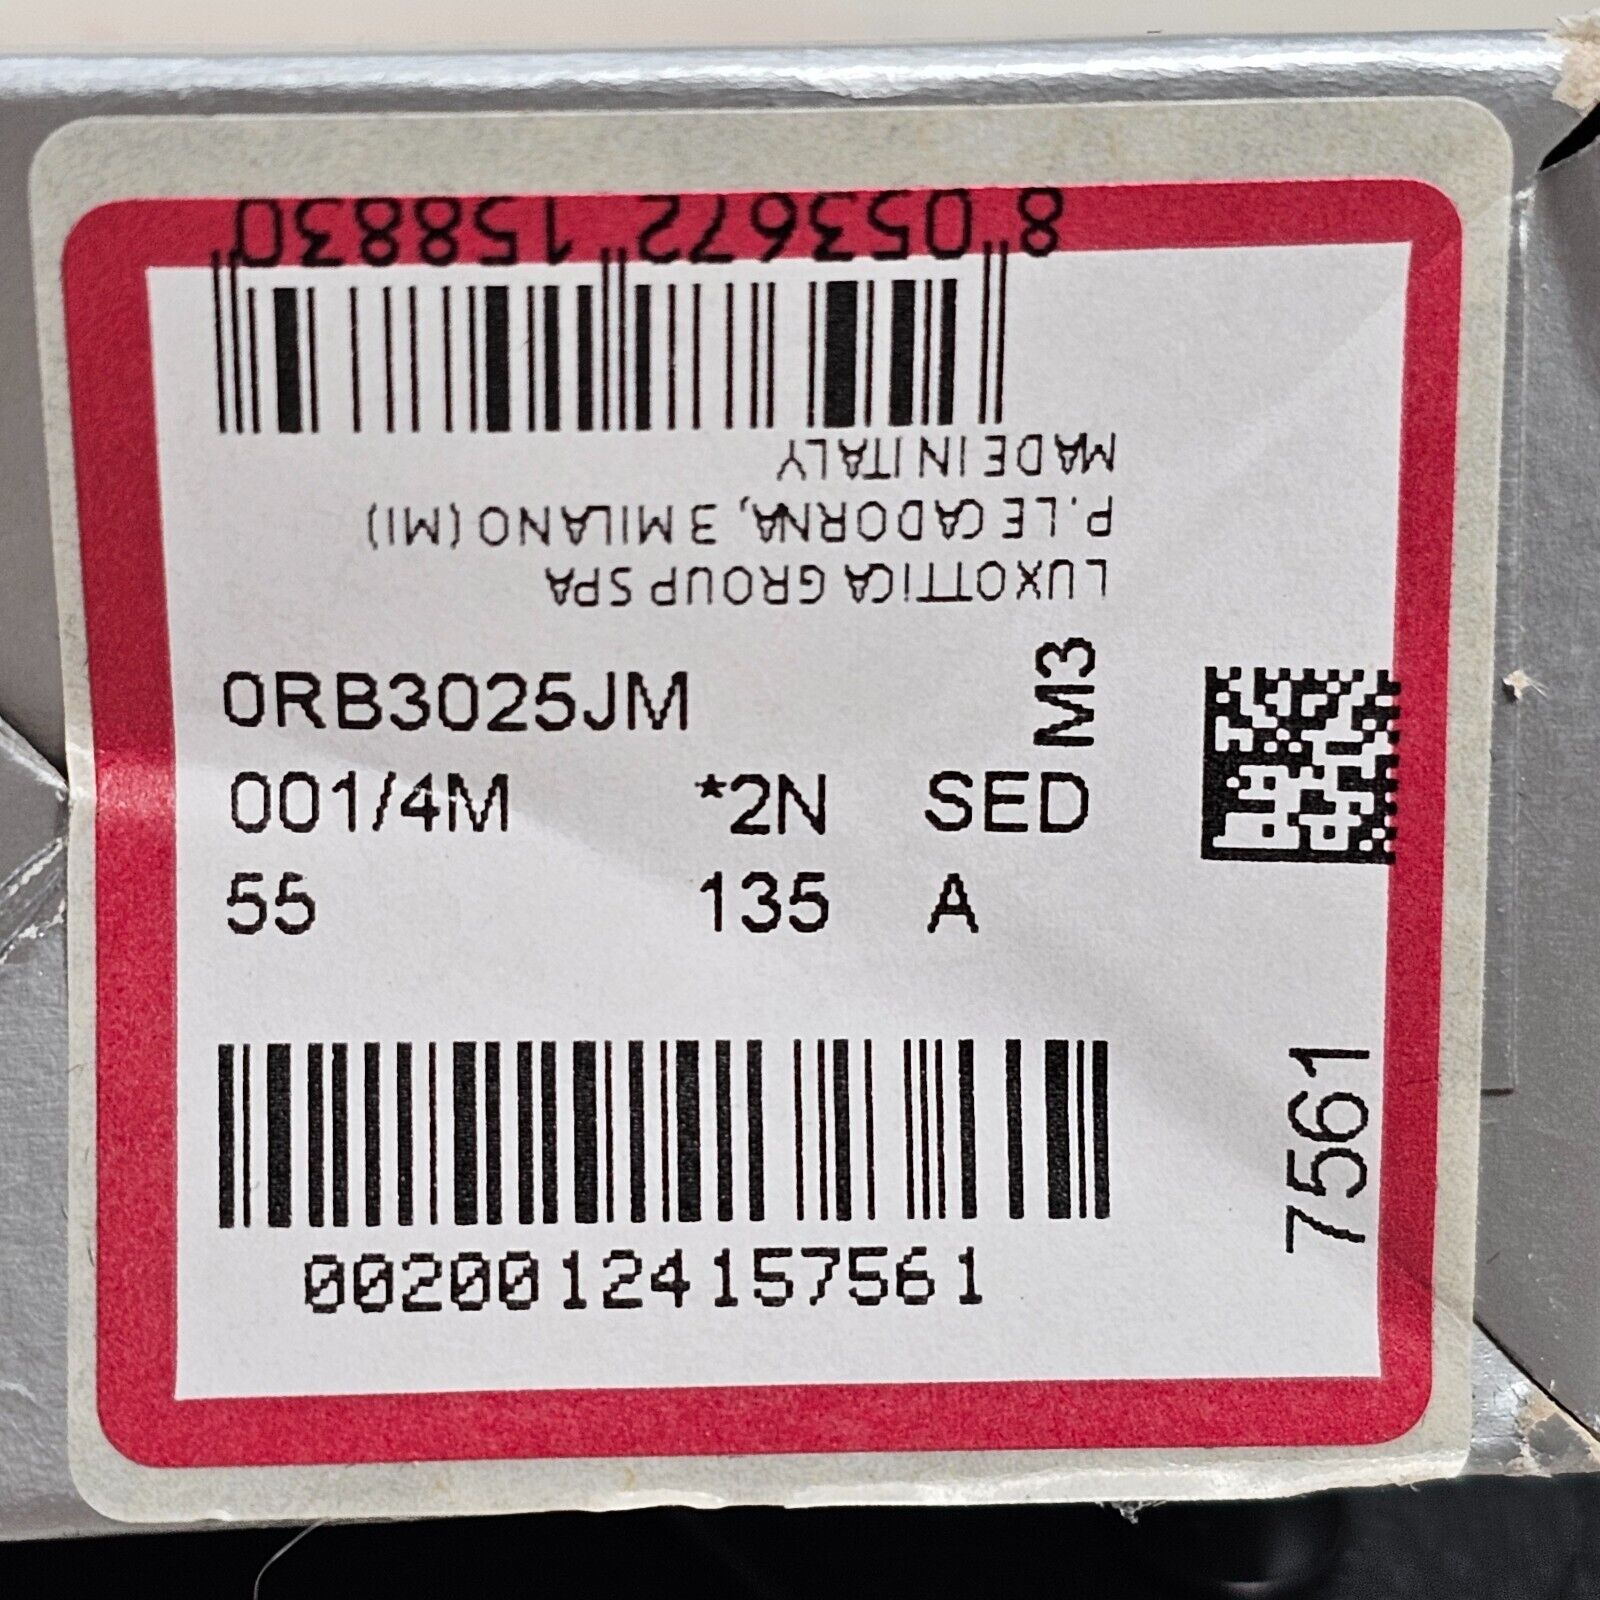 8 053672 158830
LUXOTTICA GROUP SPA
P.LE CADORNA, 3 MILANO (MI)
MADE IN ITALY
0RB3025JM
M3
001/4M *2N SED
55 135 A
00200124157561
7561